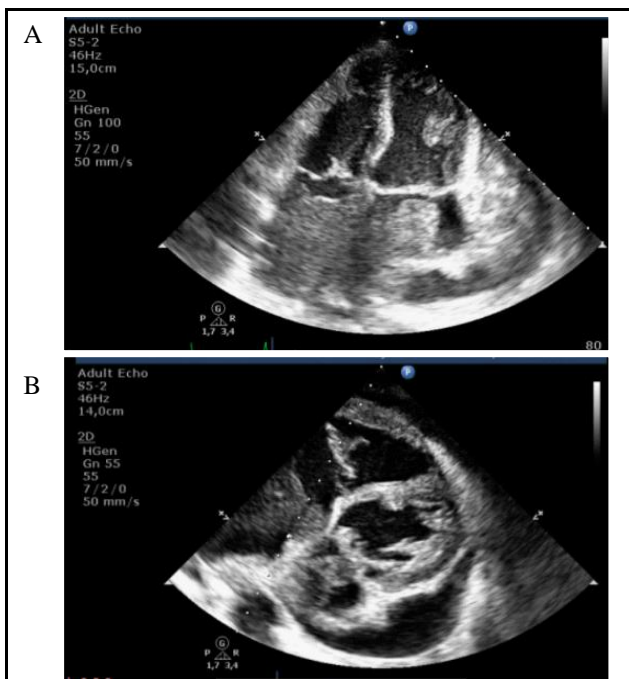 A
Adult Echo
S5-2
46Hz
15,0cm
2D
HGen
Gn 100
55
7/2/0
50 mm/s
P
G
P R
1,7 3,4
80
B
Adult Echo
S5-2
46Hz
14,0cm
2D
HGen
Gn 55
55
7/2/0
50 mm/s
P
G
P R
1,7 3,4